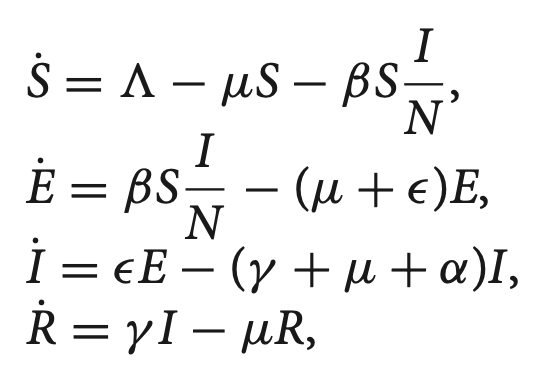 Ṡ = Λ − μS − βS I/N,
Ė = βS I/N − (μ + ϵ)E,
İ = ϵE − (γ + μ + α)I,
Ṙ = γI − μR,